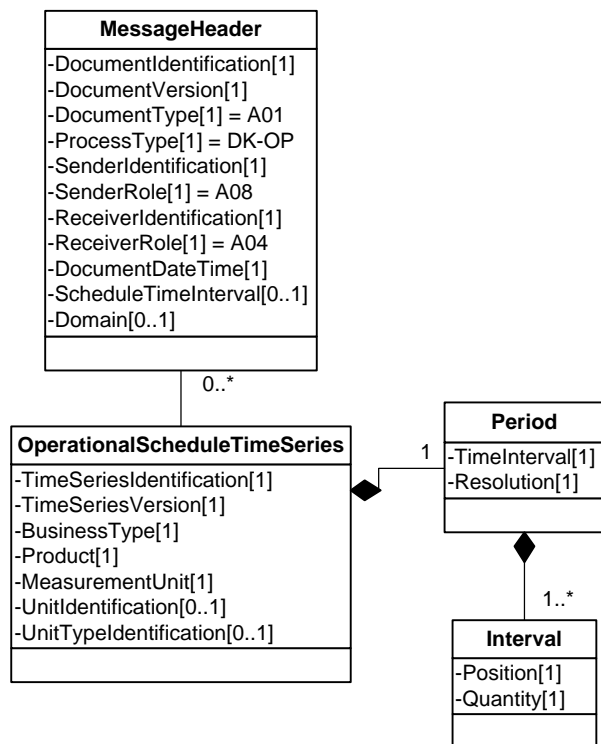 MessageHeader
-DocumentIdentification[1]
-DocumentVersion[1]
-DocumentType[1] = A01
-ProcessType[1] = DK-OP
-SenderIdentification[1]
-SenderRole[1] = A08
-ReceiverIdentification[1]
-ReceiverRole[1] = A04
-DocumentDateTime[1]
-ScheduleTimeInterval[0..1]
-Domain[0..1]
0..*
OperationalScheduleTimeSeries
-TimeSeriesIdentification[1]
-TimeSeriesVersion[1]
-BusinessType[1]
-Product[1]
-MeasurementUnit[1]
-UnitIdentification[0..1]
-UnitTypeIdentification[0..1]
1
Period
-TimeInterval[1]
-Resolution[1]
1..*
Interval
-Position[1]
-Quantity[1]